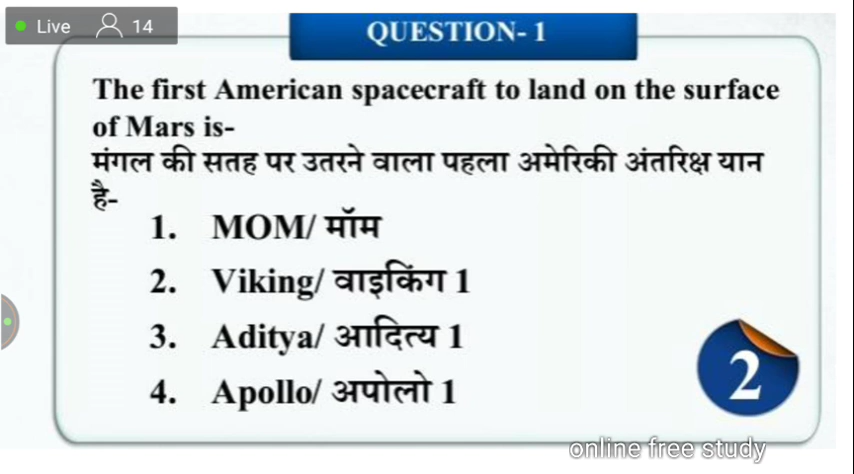 Live 14
QUESTION- 1
The first American spacecraft to land on the surface
of Mars is-
मंगल की सतह पर उतरने वाला पहला अमेरिकी अंतरिक्ष यान
है-
1. MOM/ मॉम
2. Viking/ वाइकिंग 1
3. Aditya/ आदित्य 1
4. Apollo/ अपोलो 1
2
online free study